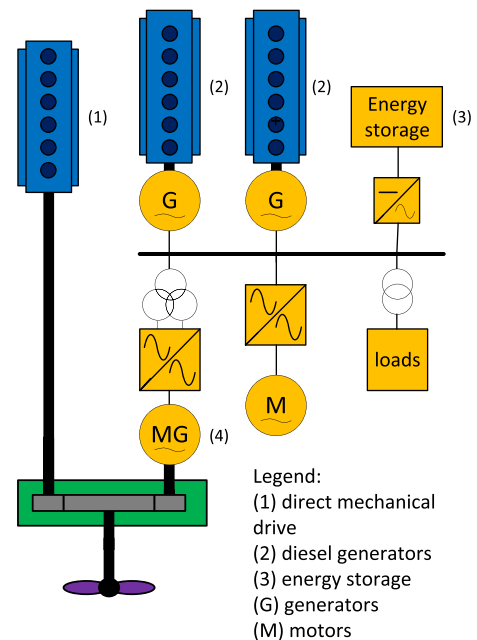 (1)
(2)
(2)
Energy
storage
(3)
G
G
loads
M
MG
(4)
Legend:
(1) direct mechanical
drive
(2) diesel generators
(3) energy storage
(G) generators
(M) motors